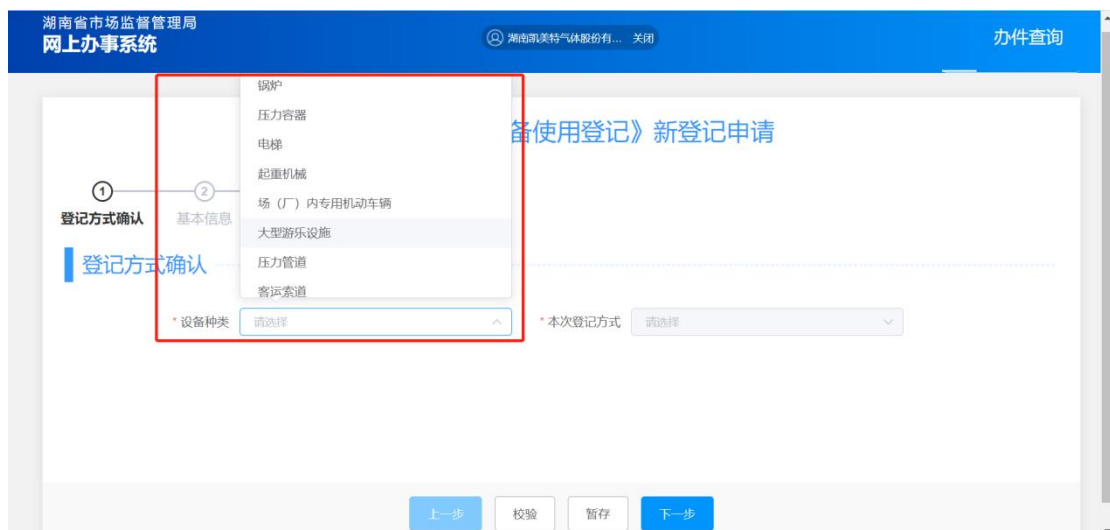 湖南省市场监督管理局
网上办事系统
湖南凯美特气体股份有... 关闭
办件查询
锅炉
压力容器
电梯
起重机械
场（厂）内专用机动车辆
大型游乐设施
压力管道
客运索道
备使用登记》新登记申请
1
登记方式确认
2
基本信息
登记方式确认
* 设备种类 请选择
* 本次登记方式 请选择
上一步 校验 暂存 下一步